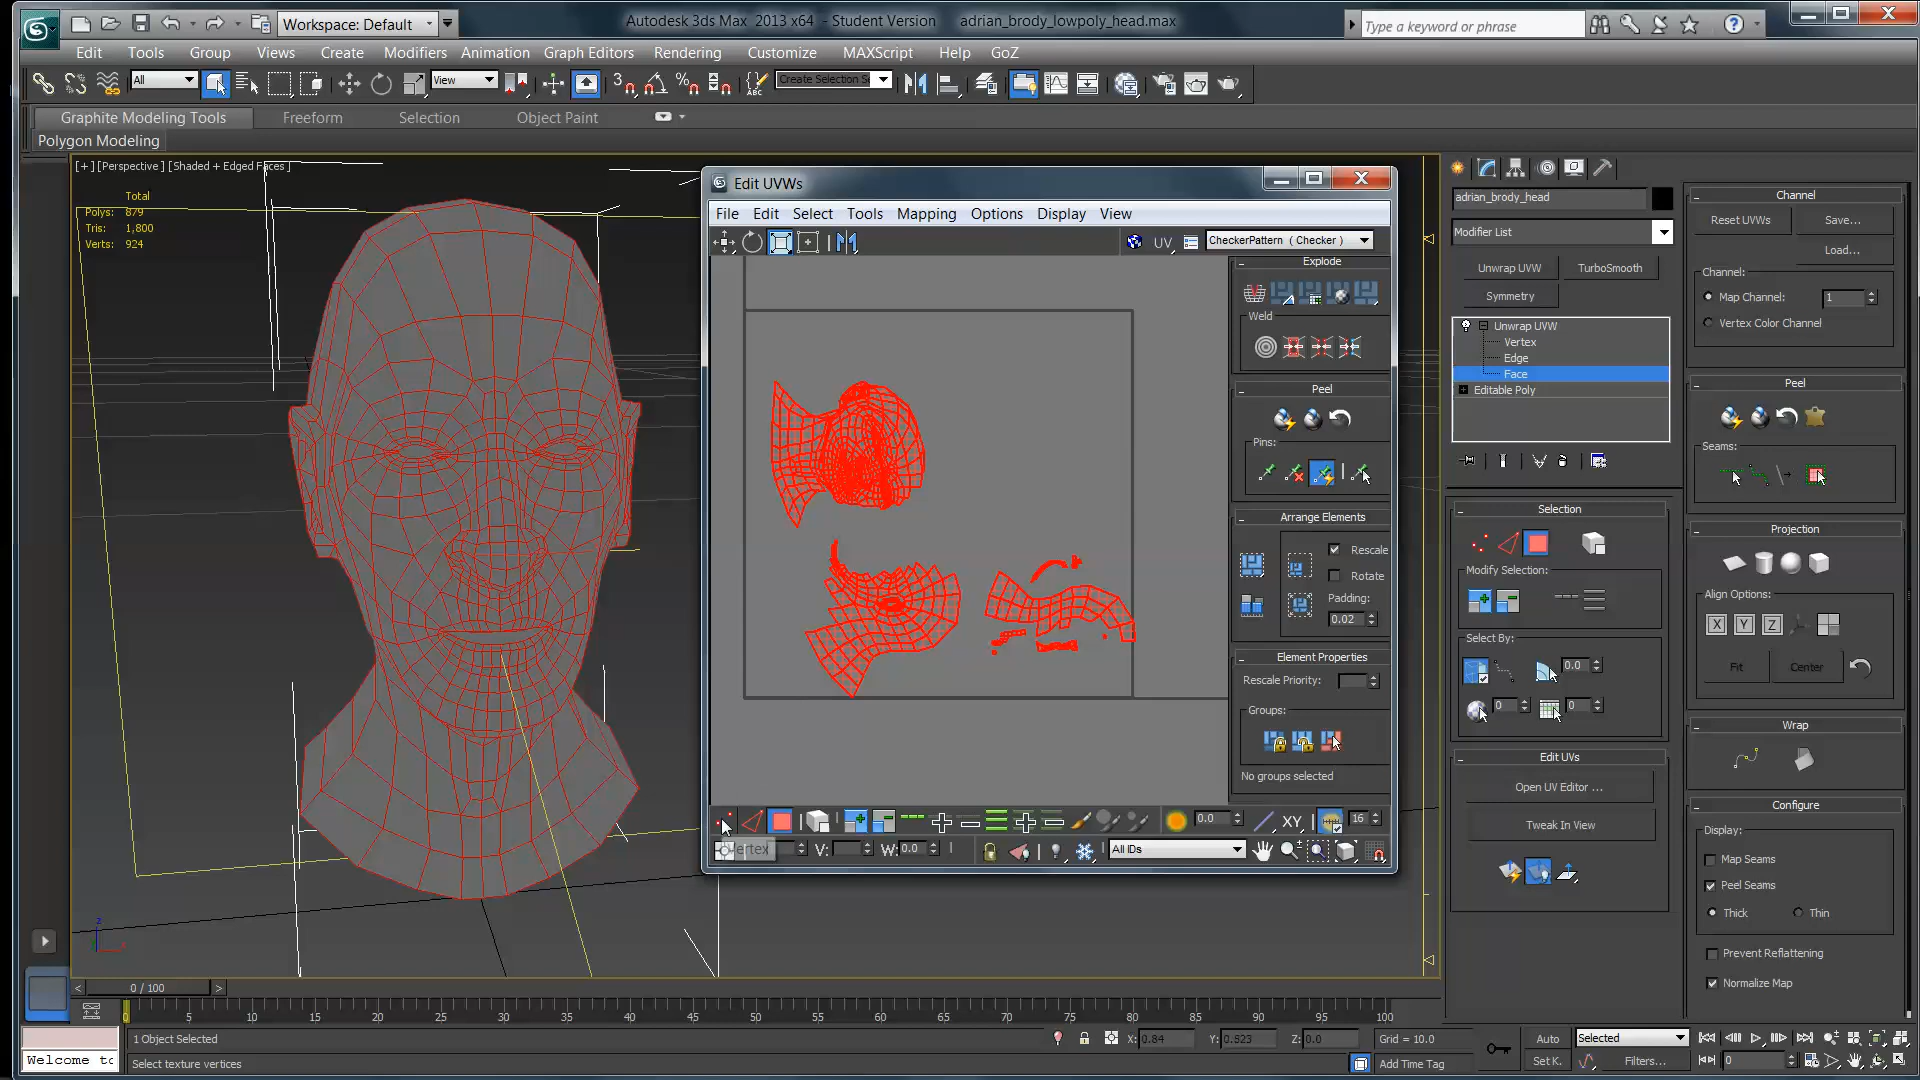 Workspace: Default
Autodesk 3ds Max 2013 x64 - Student Version adrian_brody_lowpoly_head.max
Type a keyword or phrase
Edit Tools Group Views Create Modifiers Animation Graph Editors Rendering Customize MAXScript Help GoZ
All
View
3
%
ABC
Create Selection Se
Graphite Modeling Tools Freeform Selection Object Paint
Polygon Modeling
[+] [Perspective] [Shaded + Edged Faces]
Total
Polys: 879
Tris: 1,800
Verts: 924
z
Edit UVWs
File Edit Select Tools Mapping Options Display View
UV
CheckerPattern ( Checker )
Explode
Weld
Peel
Pins:
Arrange Elements
Rescale
Rotate
Padding:
0.02
Element Properties
Rescale Priority:
Groups:
No groups selected
0.0
XY
16
Vertex
V:
W: 0.0
All IDs
adrian_brody_head
Modifier List
Unwrap UVW TurboSmooth
Symmetry
Unwrap UVW
Vertex
Edge
Face
Editable Poly
Selection
Modify Selection:
Select By:
0.0
0
0
Edit UVs
Open UV Editor ...
Tweak In View
Channel
Reset UVWs Save...
Load...
Channel:
Map Channel: 1
Vertex Color Channel
Peel
Seams:
Projection
Align Options:
X Y Z
Fit Center
Wrap
Configure
Display:
Map Seams
Peel Seams
Thick Thin
Prevent Reflattening
Normalize Map
< 0 / 100 >
0 5 10 15 20 25 30 35 40 45 50 55 60 65 70 75 80 85 90 95 100
1 Object Selected
X: 0.84 Y: 0.823 Z: 0.0 Grid = 10.0
Auto Selected
Welcome to
Select texture vertices
Add Time Tag
Set K. Filters...
0